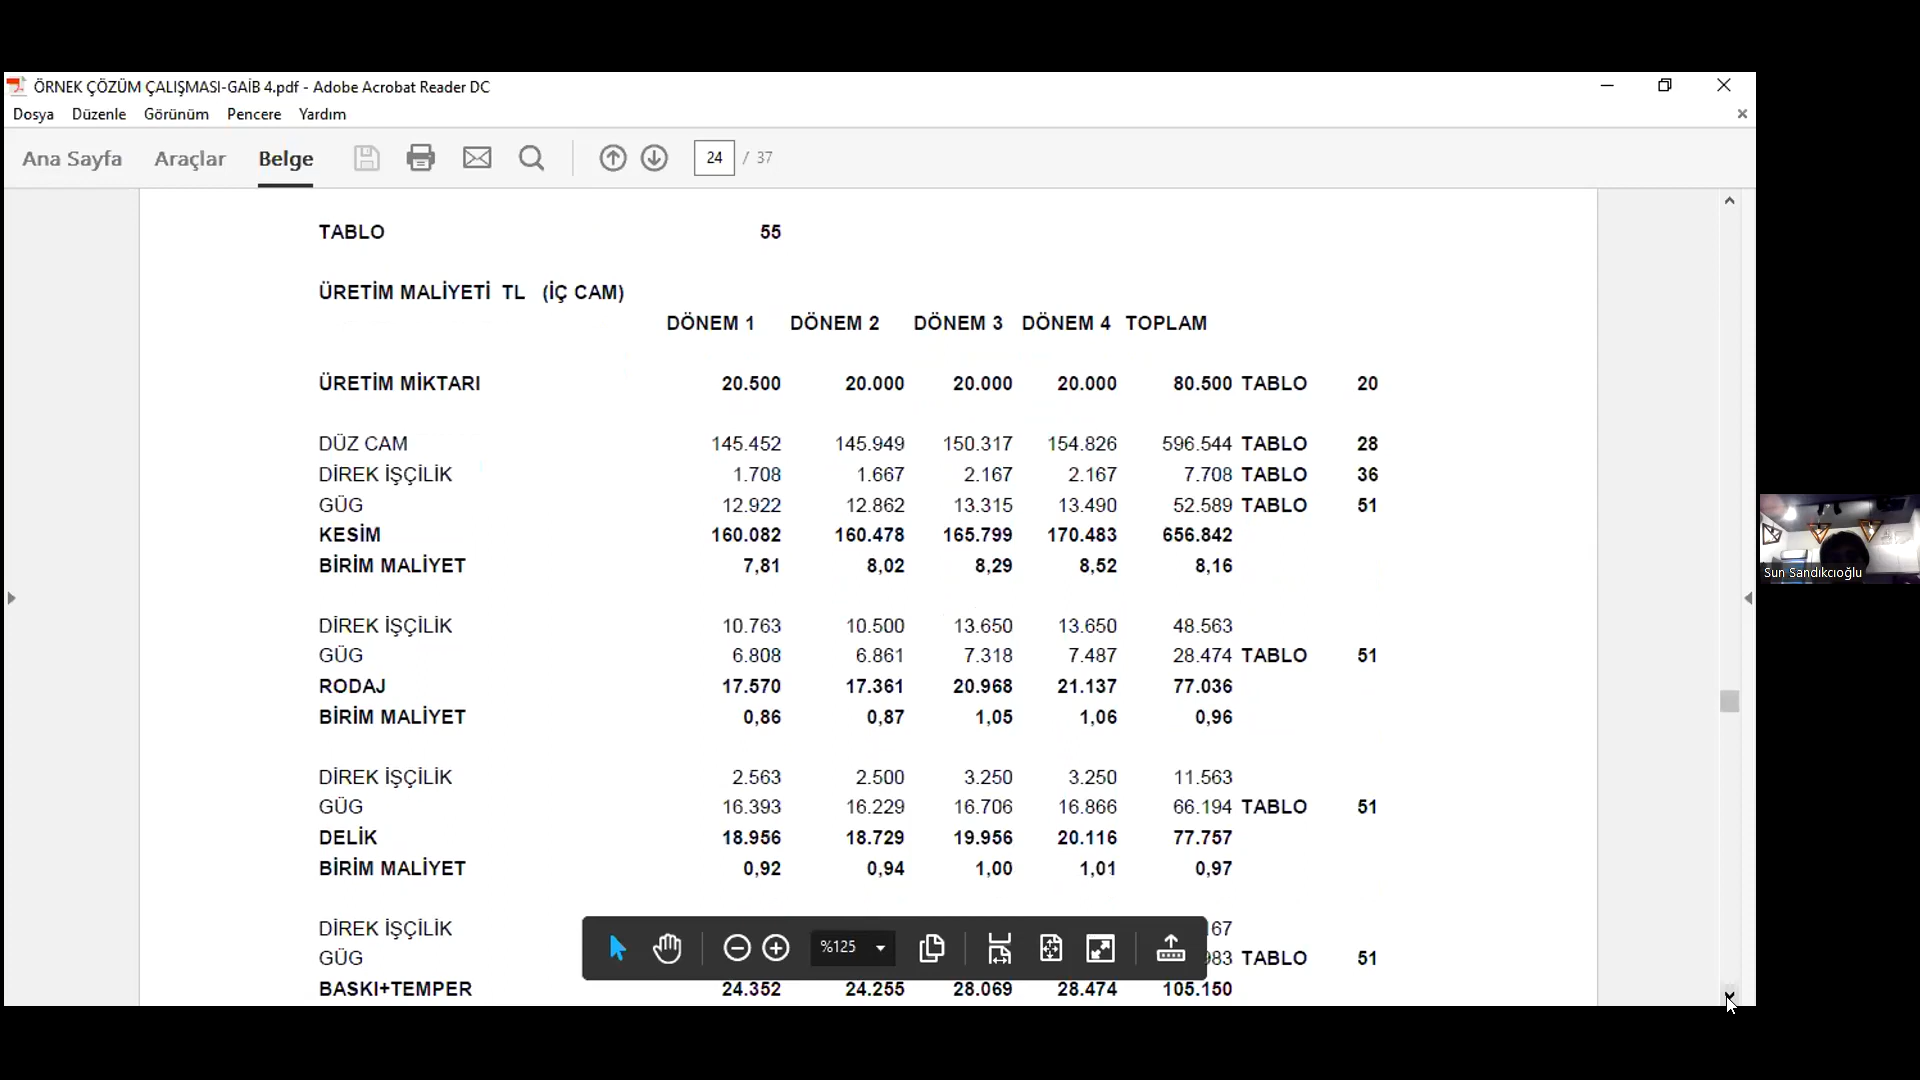 ÖRNEK ÇÖZÜM ÇALIŞMASI-GAİB 4.pdf - Adobe Acrobat Reader DC
Dosya Düzenle Görünüm Pencere Yardım
Ana Sayfa Araçlar Belge 24 / 37
TABLO 55
ÜRETİM MALİYETİ TL (İÇ CAM)
DÖNEM 1 DÖNEM 2 DÖNEM 3 DÖNEM 4 TOPLAM
ÜRETİM MİKTARI 20.500 20.000 20.000 20.000 80.500 TABLO 20
DÜZ CAM 145.452 145.949 150.317 154.826 596.544 TABLO 28
DİREK İŞÇİLİK 1.708 1.667 2.167 2.167 7.708 TABLO 36
GÜG 12.922 12.862 13.315 13.490 52.589 TABLO 51
KESİM 160.082 160.478 165.799 170.483 656.842
BİRİM MALİYET 7,81 8,02 8,29 8,52 8,16
DİREK İŞÇİLİK 10.763 10.500 13.650 13.650 48.563
GÜG 6.808 6.861 7.318 7.487 28.474 TABLO 51
RODAJ 17.570 17.361 20.968 21.137 77.036
BİRİM MALİYET 0,86 0,87 1,05 1,06 0,96
DİREK İŞÇİLİK 2.563 2.500 3.250 3.250 11.563
GÜG 16.393 16.229 16.706 16.866 66.194 TABLO 51
DELİK 18.956 18.729 19.956 20.116 77.757
BİRİM MALİYET 0,92 0,94 1,00 1,01 0,97
DİREK İŞÇİLİK
GÜG TABLO 51
%125
BASKI+TEMPER 24.352 24.255 28.069 28.474 105.150
Sun Sandıkcıoğlu